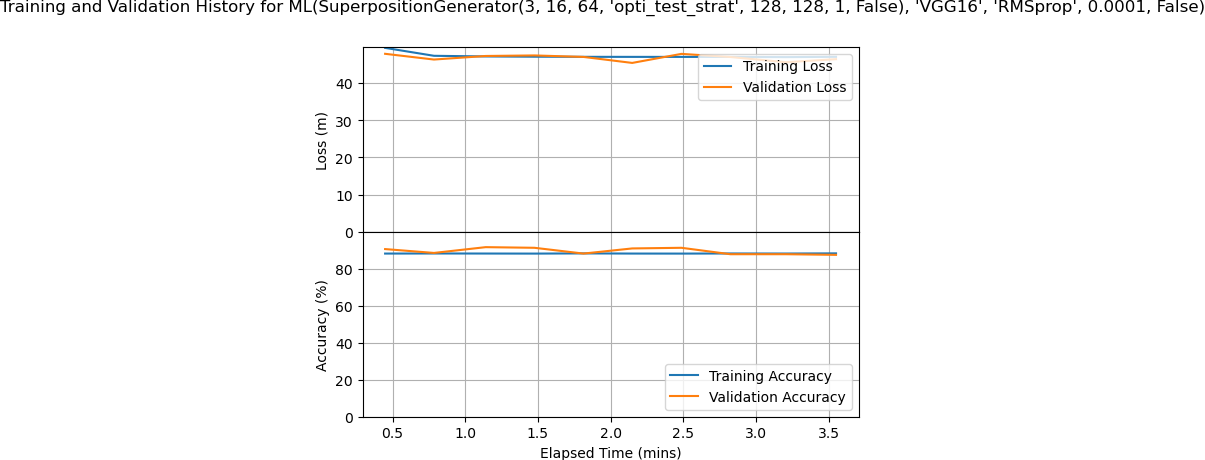 Training and Validation History for ML(SuperpositionGenerator(3, 16, 64, 'opti_test_strat', 128, 128, 1, False), 'VGG16', 'RMSprop', 0.0001, False)
Loss (m)
40
30
20
10
0
Training Loss
Validation Loss
Accuracy (%)
80
60
40
20
0
Training Accuracy
Validation Accuracy
0.5 1.0 1.5 2.0 2.5 3.0 3.5
Elapsed Time (mins)